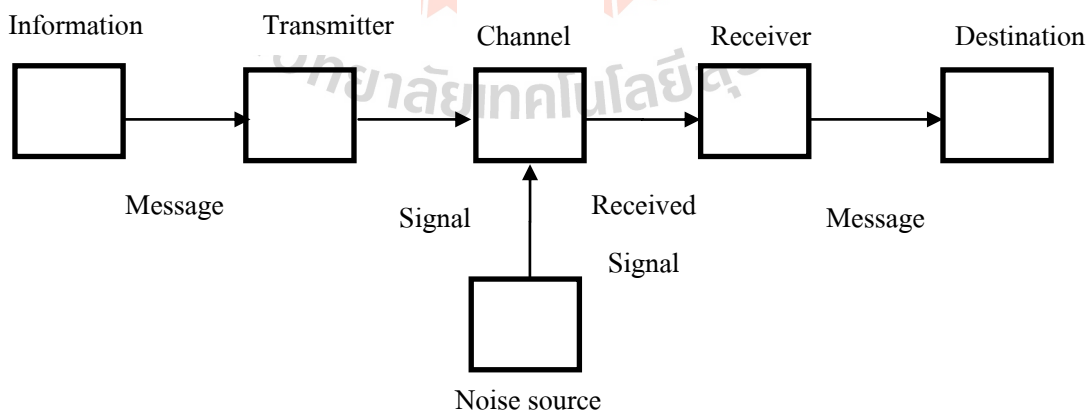 Information
Transmitter
Channel
Receiver
Destination
Message
Signal
Received
Signal
Message
Noise source